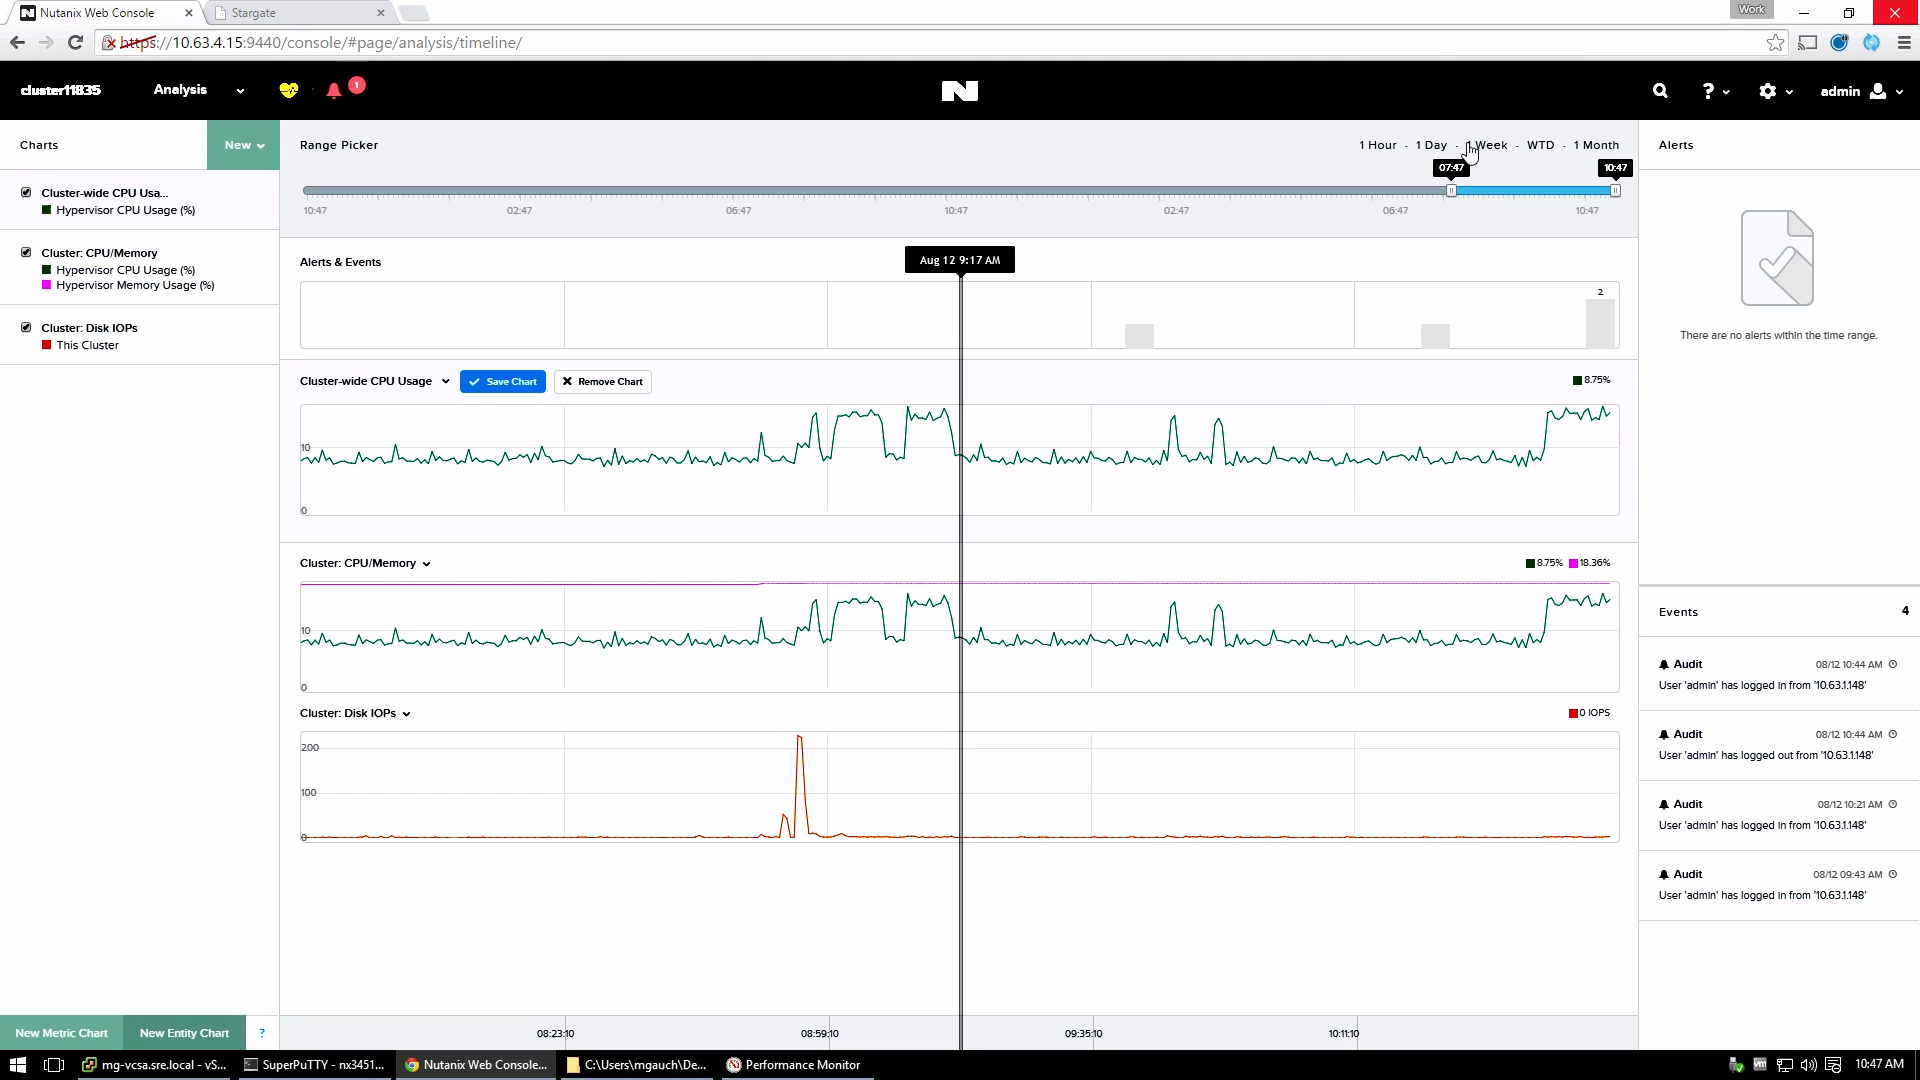 Nutanix Web Console
Stargate
Work
https://10.63.4.15:9440/console/#page/analysis/timeline/
cluster11835
Analysis
1
N
?
admin
Charts
New
Range Picker
1 Hour · 1 Day · 1 Week · WTD · 1 Month
Alerts
07:47
10:47
10:47
02:47
06:47
10:47
02:47
06:47
10:47
Cluster-wide CPU Usa...
Hypervisor CPU Usage (%)
Cluster: CPU/Memory
Hypervisor CPU Usage (%)
Hypervisor Memory Usage (%)
Cluster: Disk IOPs
This Cluster
Alerts & Events
Aug 12 9:17 AM
2
There are no alerts within the time range.
Cluster-wide CPU Usage
Save Chart
Remove Chart
8.75%
10
0
Cluster: CPU/Memory
8.75%
18.36%
10
0
Cluster: Disk IOPs
0 IOPS
200
100
0
Events
4
Audit
08/12 10:44 AM
User 'admin' has logged in from '10.63.1.148'
Audit
08/12 10:44 AM
User 'admin' has logged out from '10.63.1.148'
Audit
08/12 10:21 AM
User 'admin' has logged in from '10.63.1.148'
Audit
08/12 09:43 AM
User 'admin' has logged in from '10.63.1.148'
New Metric Chart
New Entity Chart
?
08:23:10
08:59:10
09:35:10
10:11:10
mg-vcsa.sre.local - vS...
SuperPuTTY - nx3451...
Nutanix Web Console...
C:\Users\mgauch\De...
Performance Monitor
vm
10:47 AM